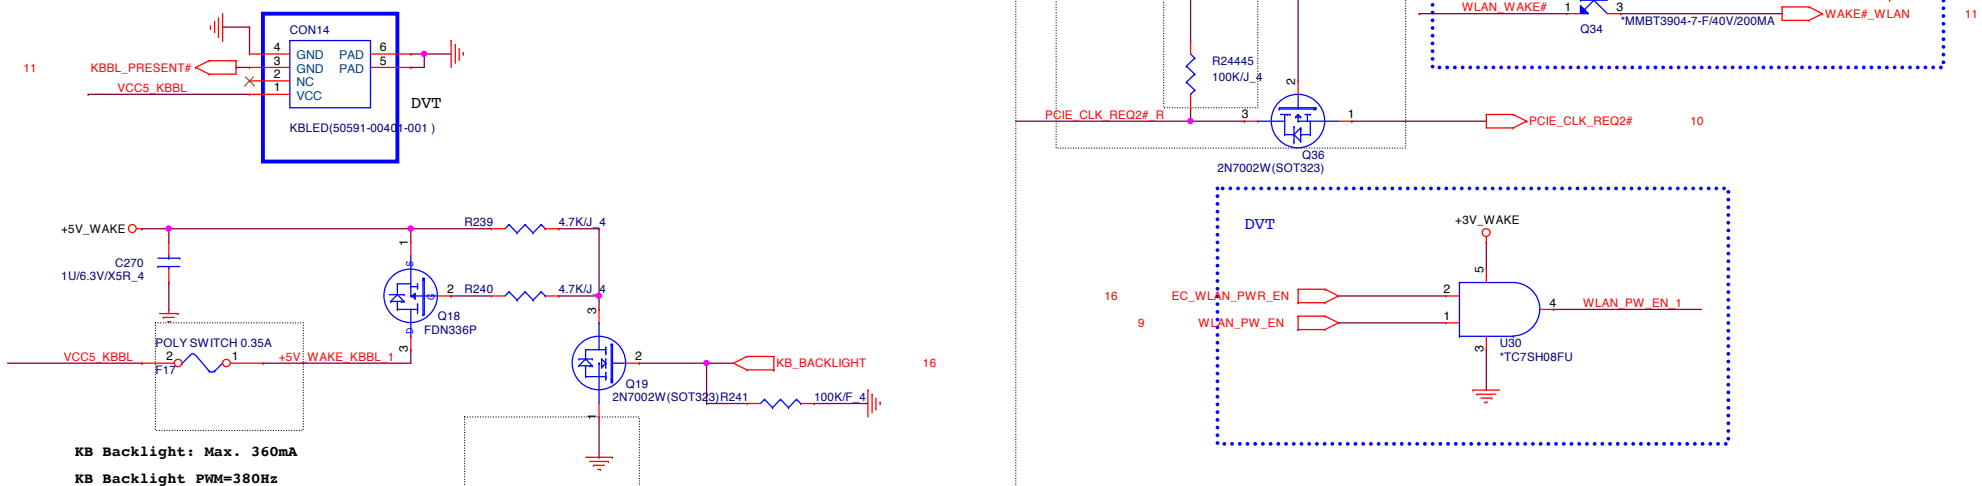 CON14
4 GND PAD 6
3 GND PAD 5
2 NC
1 VCC
11 KBBL_PRESENT#
VCC5_KBBL
DVT
KBLED(50591-00401-001 )
+5V_WAKE
C270
1U/6.3V/X5R_4
R239 4.7K/J_4
1
S
2
G
R240 4.7K/J_4
Q18
FDN336P
D
3
3
POLY SWITCH 0.35A
VCC5_KBBL 2 1 +5V_WAKE_KBBL_1
F17
2 KB_BACKLIGHT 16
Q19
2N7002W(SOT323)
R241 100K/F_4
1
KB Backlight: Max. 360mA
KB Backlight PWM=380Hz
WLAN_WAKE# 1 3 WAKE#_WLAN 11
*MMBT3904-7-F/40V/200MA
Q34
R24445
100K/J_4
2
PCIE_CLK_REQ2#_R 3 1 PCIE_CLK_REQ2# 10
Q36
2N7002W(SOT323)
DVT
+3V_WAKE
5
16 EC_WLAN_PWR_EN 2
9 WLAN_PW_EN 1
4 WLAN_PW_EN_1
3
U30
*TC7SH08FU